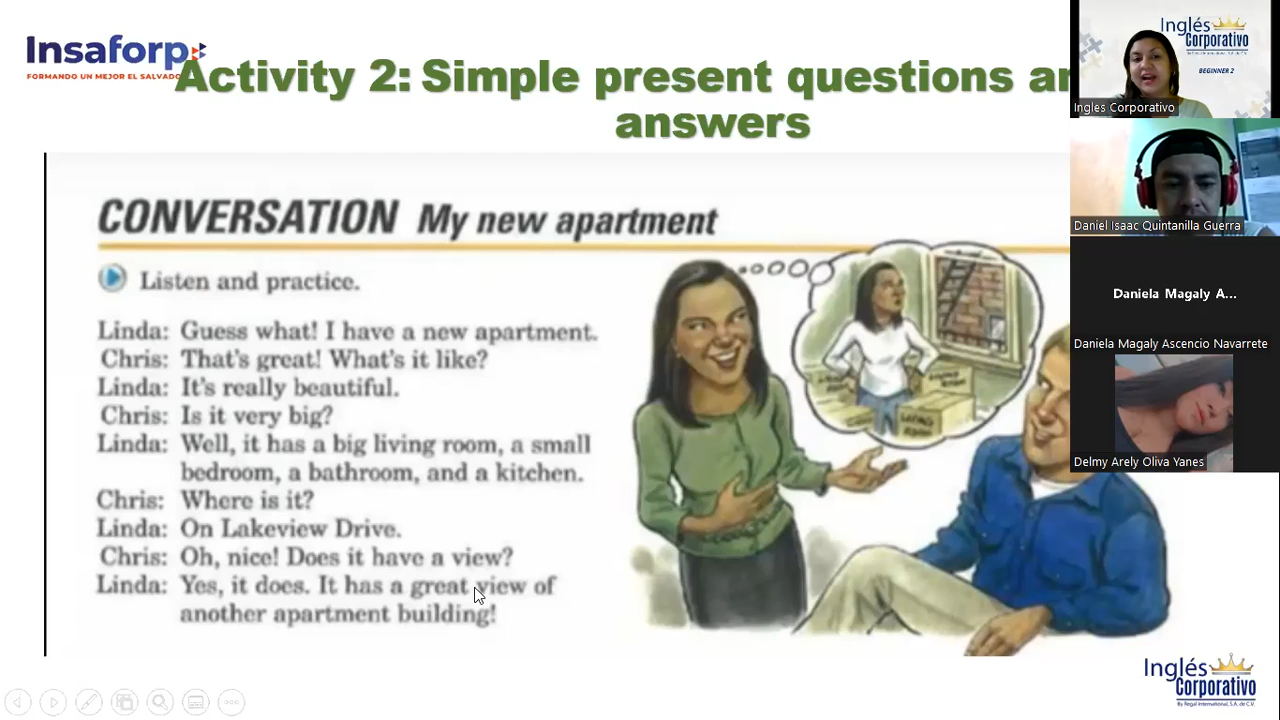 Insaforp
FORMANDO UN MEJOR EL SALVADOR
Activity 2: Simple present questions an
answers
CONVERSATION My new apartment
Listen and practice.
Linda: Guess what! I have a new apartment.
Chris: That's great! What's it like?
Linda: It's really beautiful.
Chris: Is it very big?
Linda: Well, it has a big living room, a small
bedroom, a bathroom, and a kitchen.
Chris: Where is it?
Linda: On Lakeview Drive.
Chris: Oh, nice! Does it have a view?
Linda: Yes, it does. It has a great view of
another apartment building!
LIVING
ROOM
Inglés
Corporativo
BEGINNER 2
Ingles Corporativo
Daniel Isaac Quintanilla Guerra
Daniela Magaly A...
Daniela Magaly Ascencio Navarrete
Delmy Arely Oliva Yanes
Inglés
Corporativo
By Regal International, S.A. de C.V.